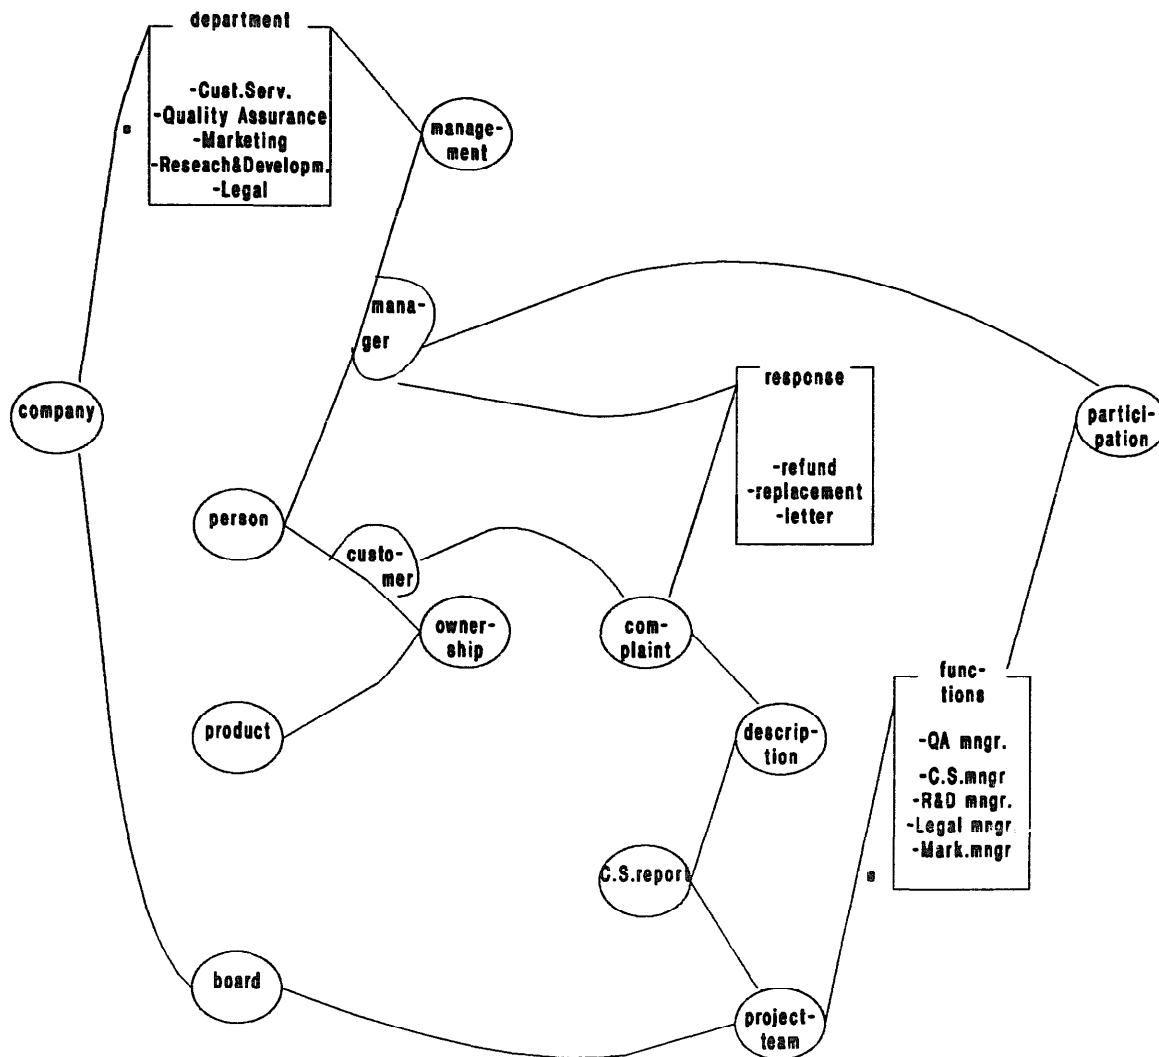 department
-Cust.Serv.
-Quality Assurance
-Marketing
-Reseach&Developm.
-Legal
manage-
ment
mana-
ger
company
response
-refund
-replacement
-letter
partici-
pation
person
custo-
mer
owner-
ship
com-
plaint
product
descrip-
tion
func-
tions
-QA mngr.
-C.S.mngr
-R&D mngr.
-Legal mngr.
-Mark.mngr
C.S.report
board
project-
team